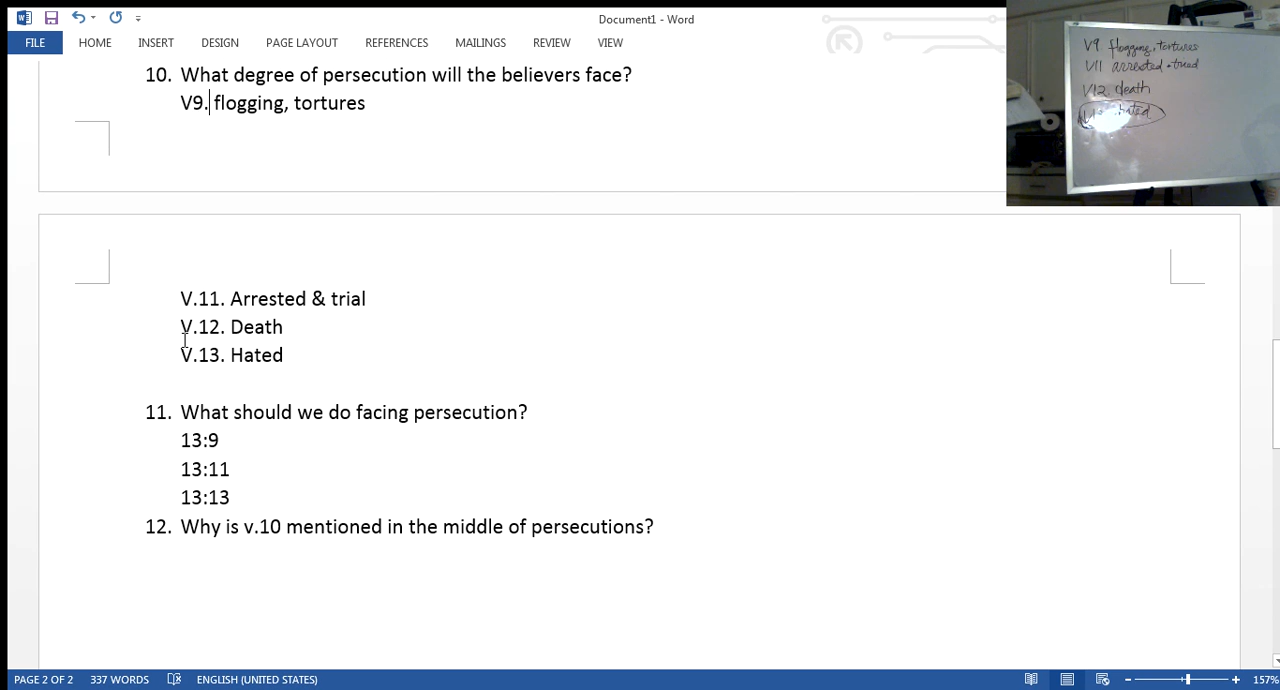 Document1 - Word
FILE HOME INSERT DESIGN PAGE LAYOUT REFERENCES MAILINGS REVIEW VIEW
10. What degree of persecution will the believers face?
V9. flogging, tortures
V.11. Arrested & trial
V.12. Death
V.13. Hated
11. What should we do facing persecution?
13:9
13:11
13:13
12. Why is v.10 mentioned in the middle of persecutions?
V9 flogging, tortures
V11 arrested
V12. death
hated
PAGE 2 OF 2 337 WORDS ENGLISH (UNITED STATES) 157%